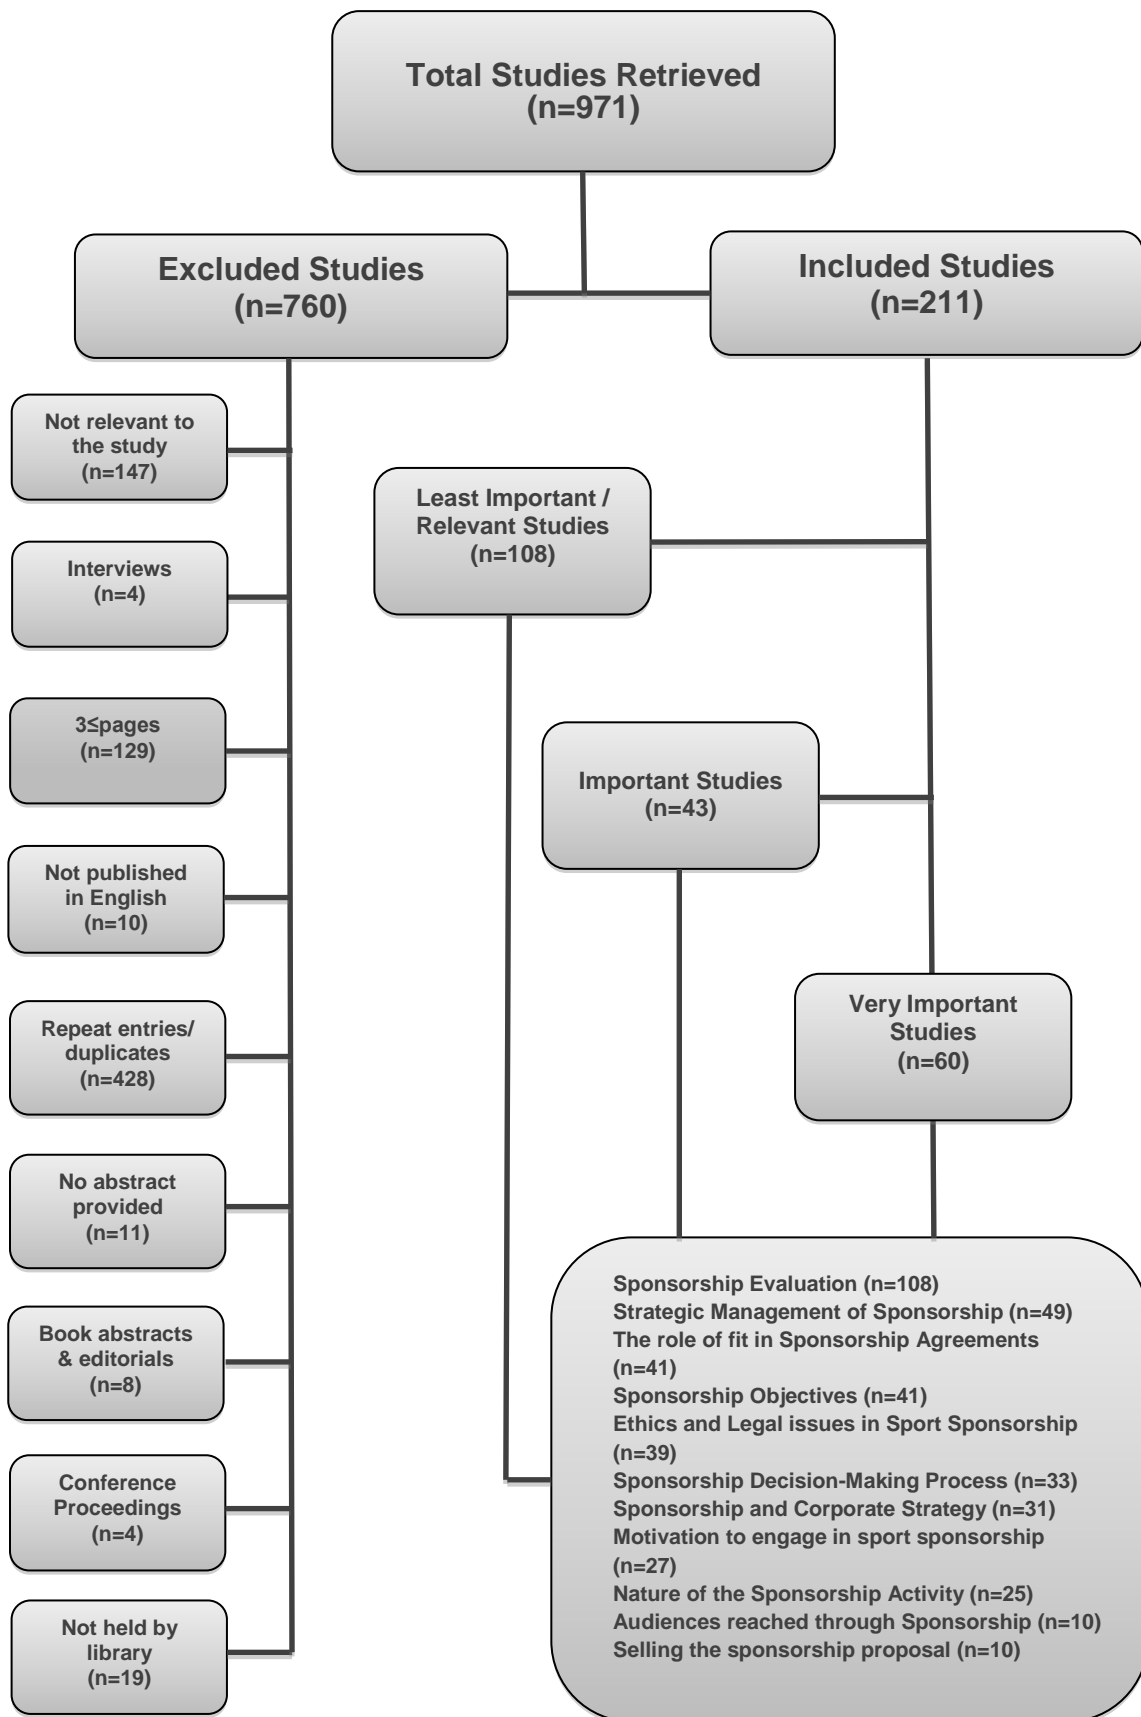 Total Studies Retrieved
(n=971)
Excluded Studies
(n=760)
Included Studies
(n=211)
Not relevant to
the study
(n=147)
Interviews
(n=4)
3≤pages
(n=129)
Not published
in English
(n=10)
Repeat entries/
duplicates
(n=428)
No abstract
provided
(n=11)
Book abstracts
& editorials
(n=8)
Conference
Proceedings
(n=4)
Not held by
library
(n=19)
Least Important /
Relevant Studies
(n=108)
Important Studies
(n=43)
Very Important
Studies
(n=60)
Sponsorship Evaluation (n=108)
Strategic Management of Sponsorship (n=49)
The role of fit in Sponsorship Agreements
(n=41)
Sponsorship Objectives (n=41)
Ethics and Legal issues in Sport Sponsorship
(n=39)
Sponsorship Decision-Making Process (n=33)
Sponsorship and Corporate Strategy (n=31)
Motivation to engage in sport sponsorship
(n=27)
Nature of the Sponsorship Activity (n=25)
Audiences reached through Sponsorship (n=10)
Selling the sponsorship proposal (n=10)